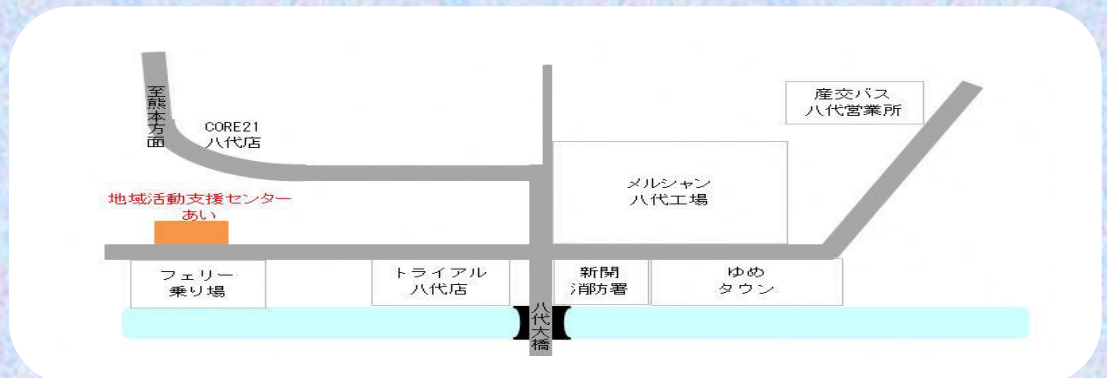 至熊本方面
CORE21
八代店
産交バス
八代営業所
メルシャン
八代工場
地域活動支援センター
あい
フェリー
乗り場
トライアル
八代店
新開
消防署
ゆめ
タウン
八代大橋